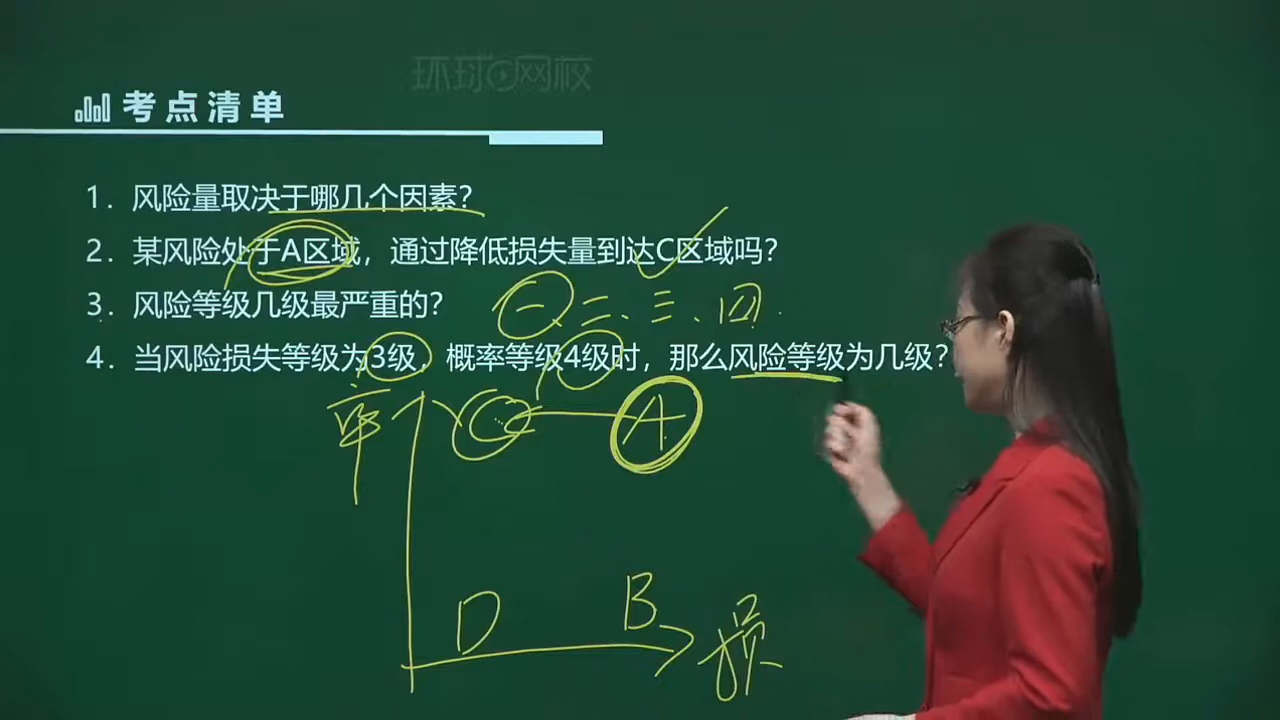 环球网校
考点清单
1. 风险量取决于哪几个因素?
2. 某风险处于A区域，通过降低损失量到达C区域吗?
3. 风险等级几级最严重的?
一 二、三、四
4. 当风险损失等级为3级，概率等级4级时，那么风险等级为几级?
率 C A
D B 损